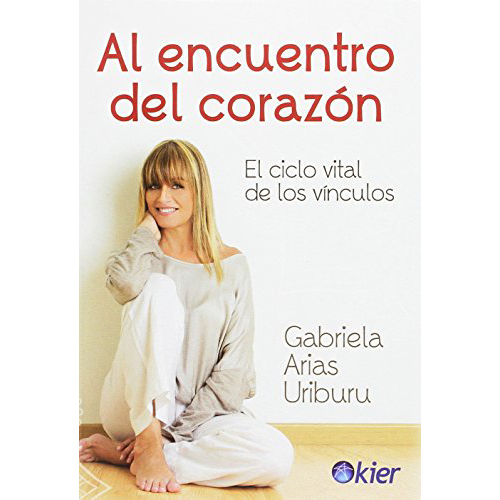 Al encuentro
del corazón
El ciclo vital
de los vínculos
Gabriela
Arias
Uriburu
kier